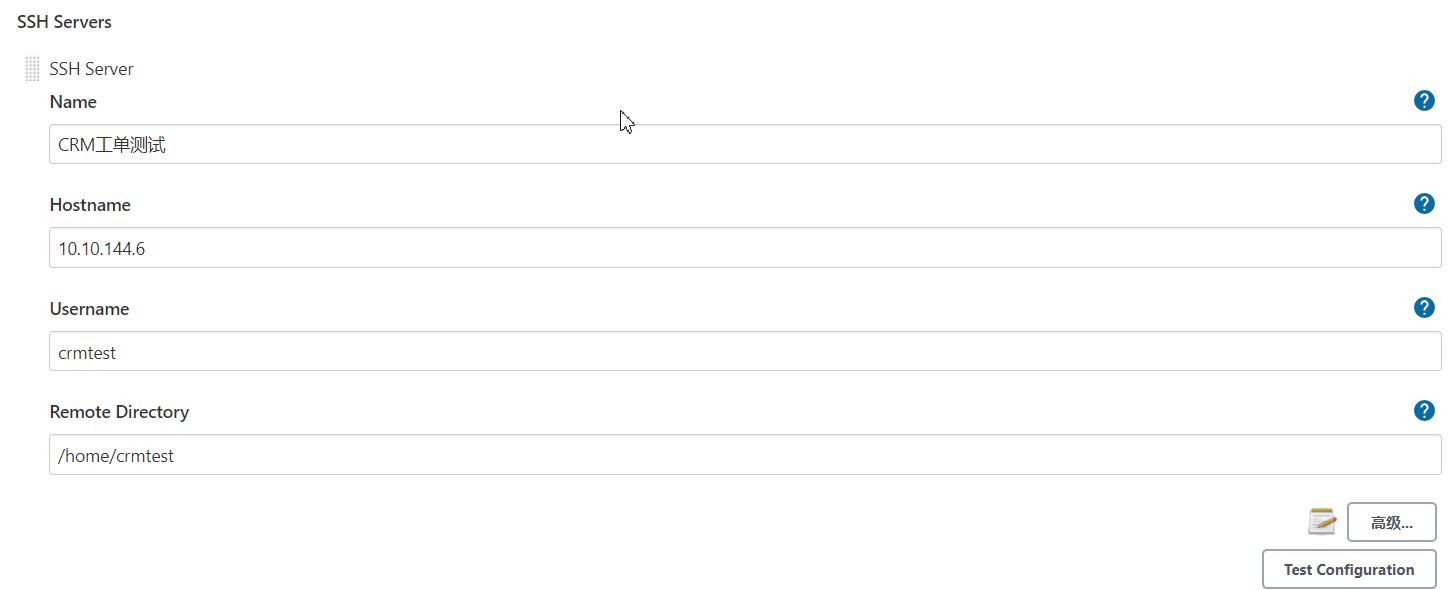 SSH Servers
SSH Server
Name
CRM工单测试
Hostname
10.10.144.6
Username
crmtest
Remote Directory
/home/crmtest
高级...
Test Configuration